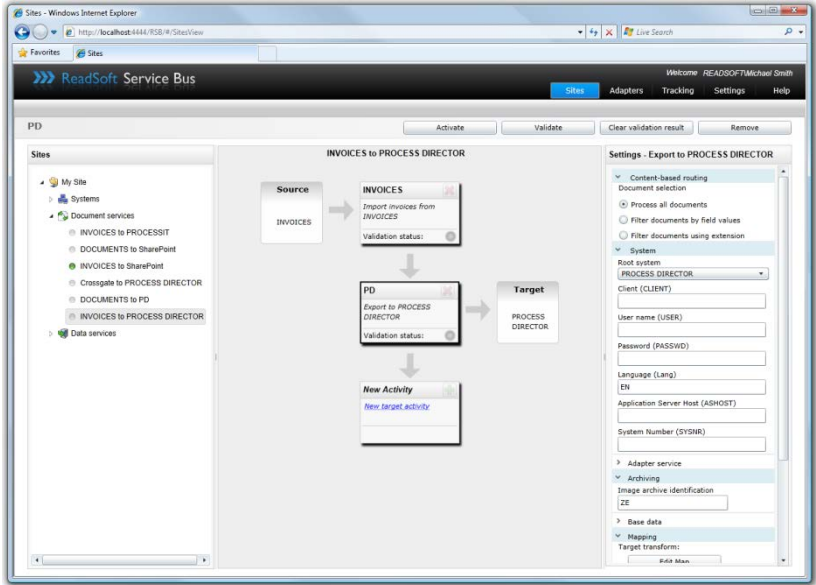 Sites - Windows Internet Explorer
http://localhost:4444/RSB/#/SitesView
Live Search
Favorites
Sites
ReadSoft Service Bus
Welcome READSOFT\Michael Smith
Sites
Adapters
Tracking
Settings
Help
PD
Activate
Validate
Clear validation result
Remove
Sites
My Site
Systems
Document services
INVOICES to PROCESSIT
DOCUMENTS to SharePoint
INVOICES to SharePoint
Crossgate to PROCESS DIRECTOR
DOCUMENTS to PD
INVOICES to PROCESS DIRECTOR
Data services
INVOICES to PROCESS DIRECTOR
Source
INVOICES
INVOICES
Import invoices from
INVOICES
Validation status:
PD
Export to PROCESS
DIRECTOR
Validation status:
Target
PROCESS
DIRECTOR
New Activity
New target activity
Settings - Export to PROCESS DIRECTOR
Content-based routing
Document selection
Process all documents
Filter documents by field values
Filter documents using extension
System
Root system
PROCESS DIRECTOR
Client (CLIENT)
User name (USER)
Password (PASSWD)
Language (Lang)
EN
Application Server Host (ASHOST)
System Number (SYSNR)
Adapter service
Archiving
Image archive identification
ZE
Base data
Mapping
Target transform:
Edit Map